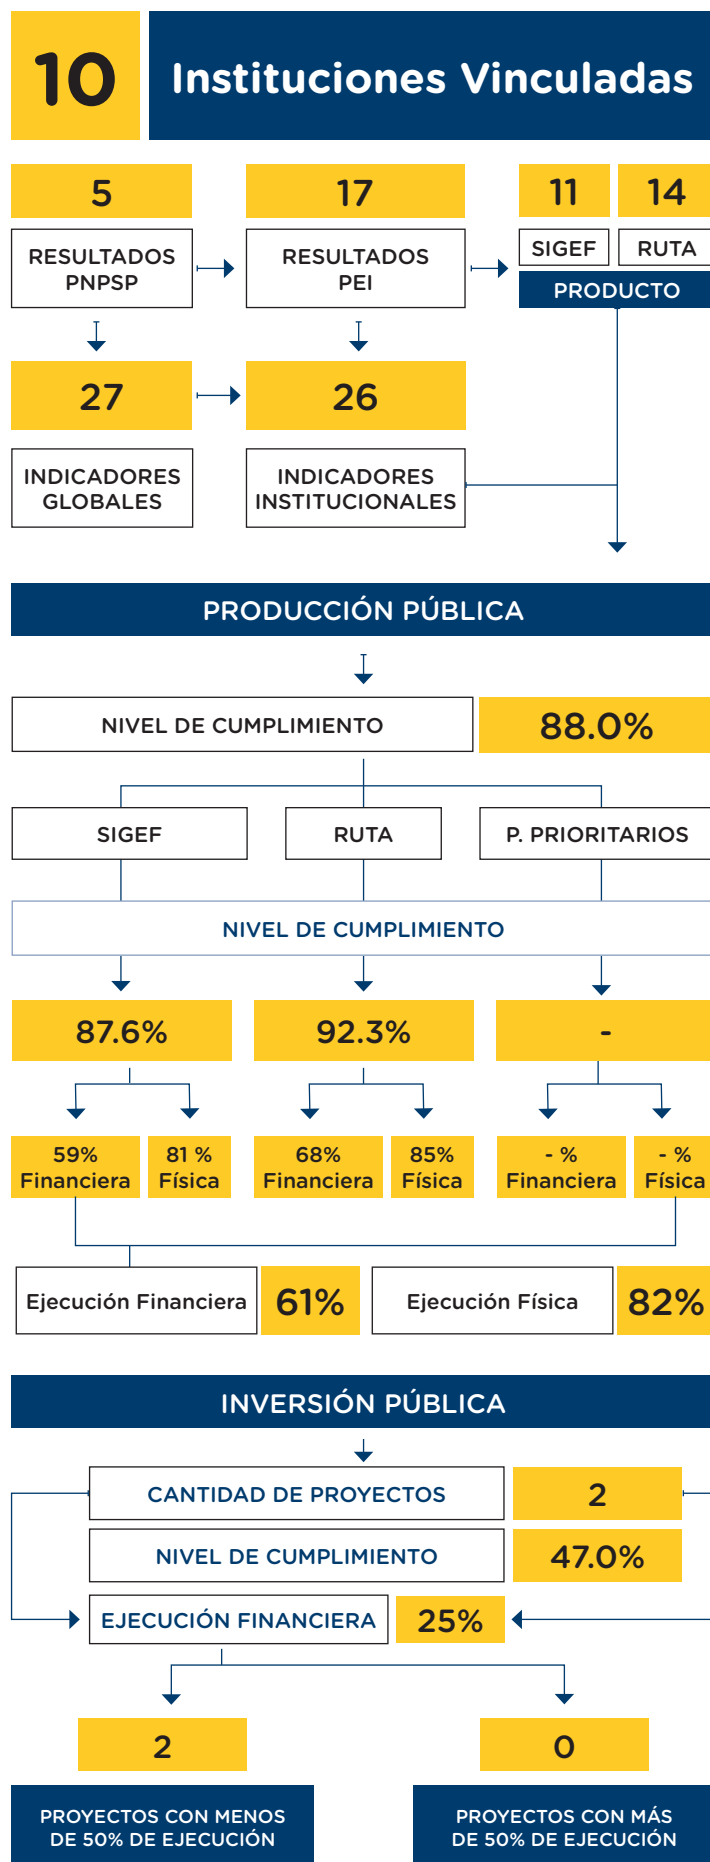 10
Instituciones Vinculadas
5
17
11
14
RESULTADOS
PNPSP
RESULTADOS
PEI
SIGEF
RUTA
PRODUCTO
27
26
INDICADORES
GLOBALES
INDICADORES
INSTITUCIONALES
PRODUCCIÓN PÚBLICA
NIVEL DE CUMPLIMIENTO
88.0%
SIGEF
RUTA
P. PRIORITARIOS
NIVEL DE CUMPLIMIENTO
87.6%
92.3%
-
59%
Financiera
81 %
Física
68%
Financiera
85%
Física
- %
Financiera
- %
Física
Ejecución Financiera
61%
Ejecución Física
82%
INVERSIÓN PÚBLICA
CANTIDAD DE PROYECTOS
2
NIVEL DE CUMPLIMIENTO
47.0%
EJECUCIÓN FINANCIERA
25%
2
0
PROYECTOS CON MENOS
DE 50% DE EJECUCIÓN
PROYECTOS CON MÁS
DE 50% DE EJECUCIÓN